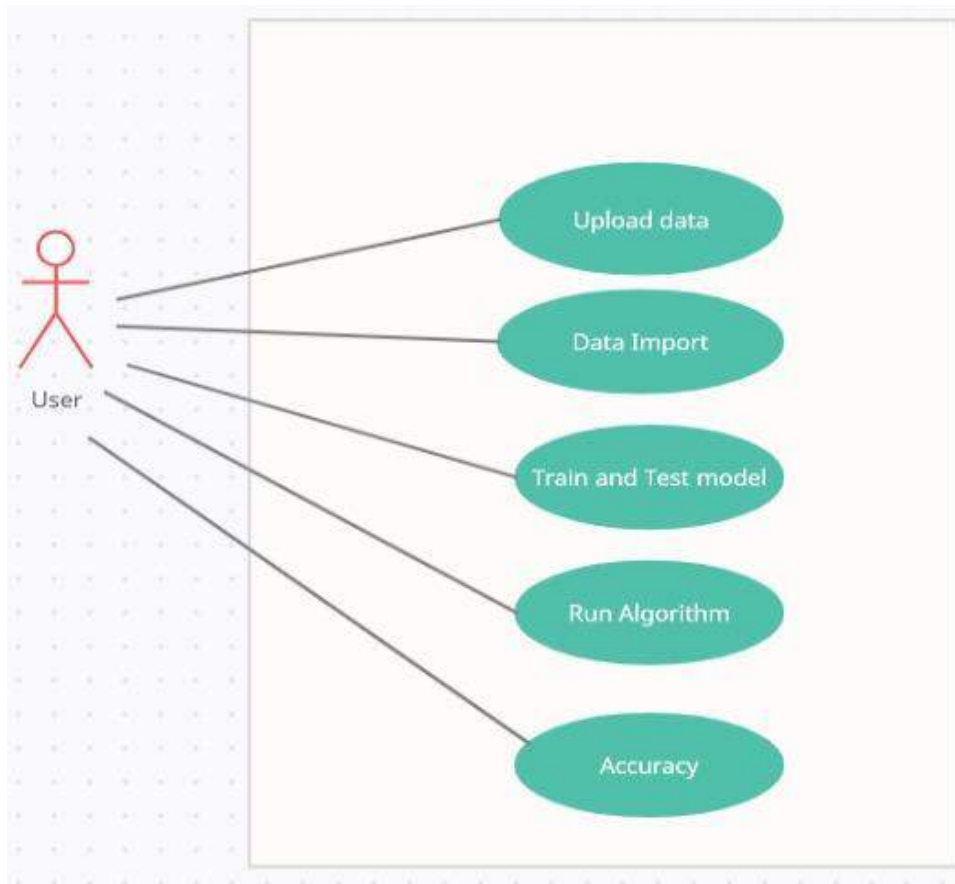 Upload data
Data Import
User
Train and Test model
Run Algorithm
Accuracy